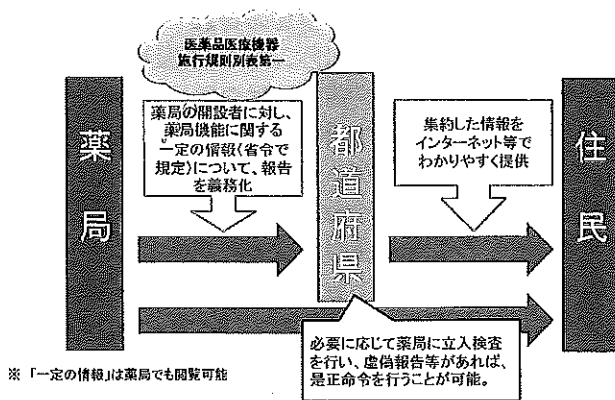 医薬品医療機器
施行規則別表第一
薬局
薬局の開設者に対し、
薬局機能に関する
一定の情報(省令で
規定)について、報告
を義務化
都道府県
集約した情報を
インターネット等で
わかりやすく提供
住民
必要に応じて薬局に立入検査
を行い、虚偽報告等があれば、
是正命令を行うことが可能。
※ 「一定の情報」は薬局でも閲覧可能